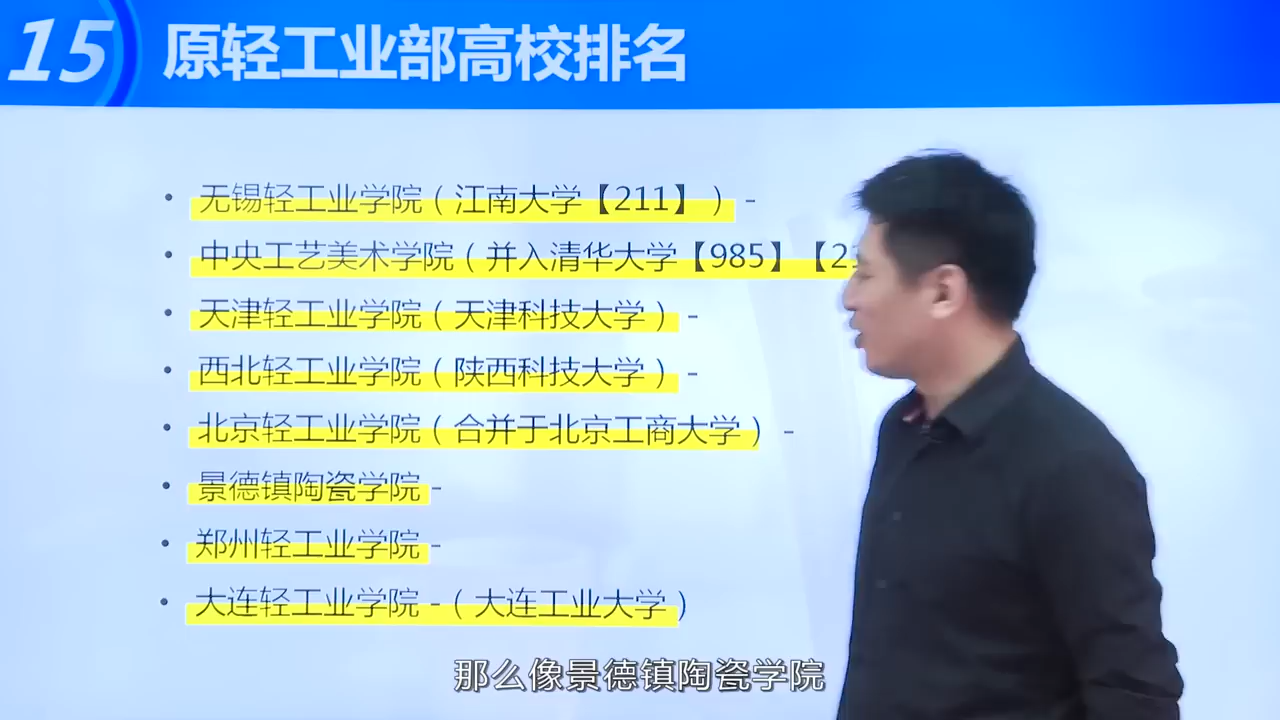 15
原轻工业部高校排名
• 无锡轻工业学院（江南大学【211】）-
• 中央工艺美术学院（并入清华大学【985】【21
• 天津轻工业学院（天津科技大学）-
• 西北轻工业学院（陕西科技大学）-
• 北京轻工业学院（合并于北京工商大学）-
• 景德镇陶瓷学院-
• 郑州轻工业学院-
• 大连轻工业学院-（大连工业大学）
那么像景德镇陶瓷学院